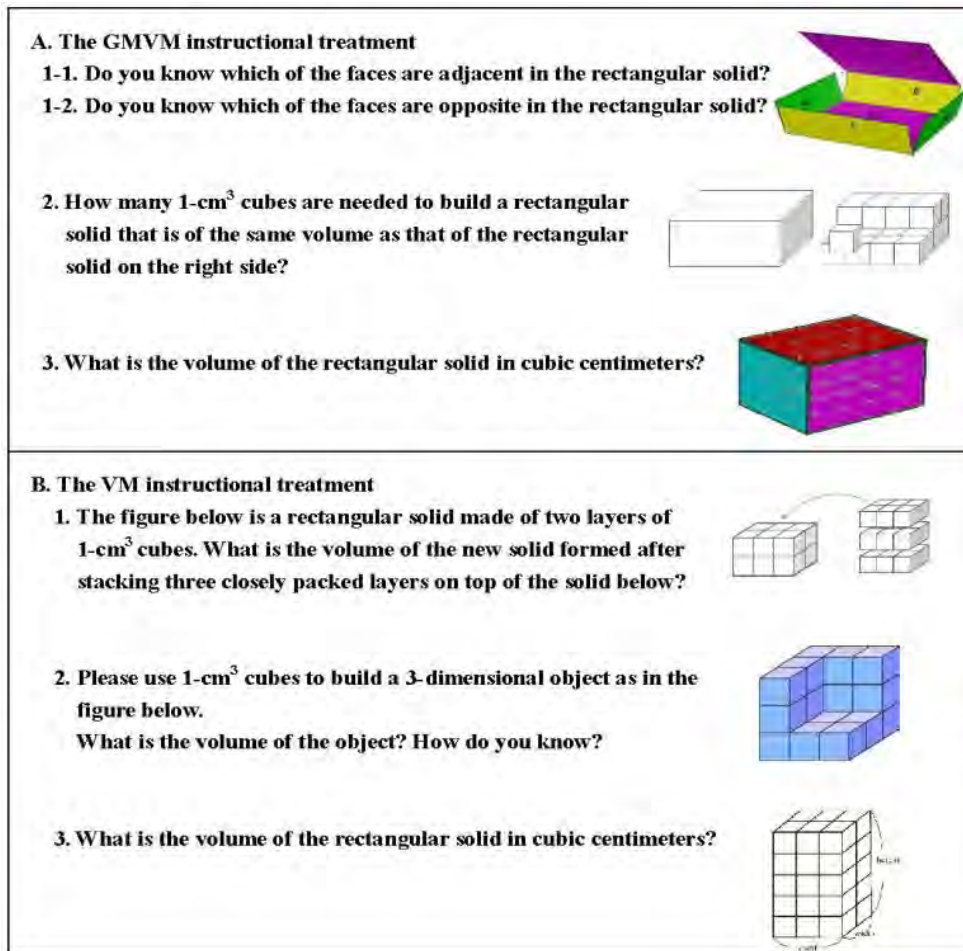 A. The GMVM instructional treatment
1-1. Do you know which of the faces are adjacent in the rectangular solid?
1-2. Do you know which of the faces are opposite in the rectangular solid?
2. How many 1-cm³ cubes are needed to build a rectangular
solid that is of the same volume as that of the rectangular
solid on the right side?
3. What is the volume of the rectangular solid in cubic centimeters?
B. The VM instructional treatment
1. The figure below is a rectangular solid made of two layers of
1-cm³ cubes. What is the volume of the new solid formed after
stacking three closely packed layers on top of the solid below?
2. Please use 1-cm³ cubes to build a 3-dimensional object as in the
figure below.
What is the volume of the object? How do you know?
3. What is the volume of the rectangular solid in cubic centimeters?